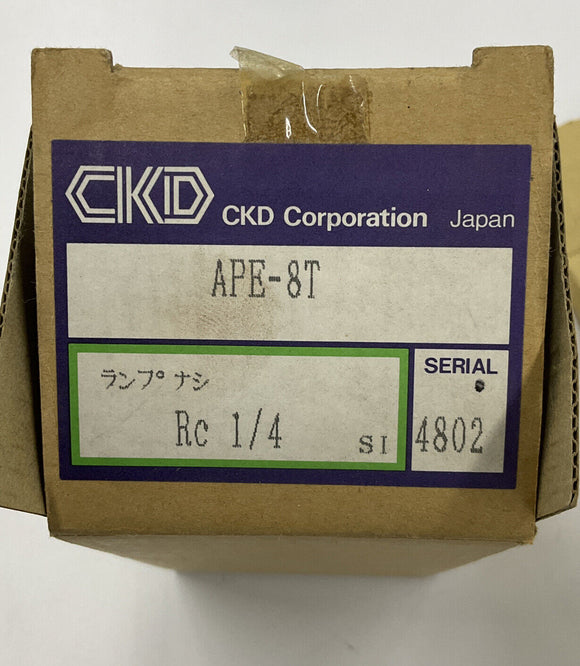 CKD
CKD Corporation Japan
APE-8T
ランプ ナシ
Rc 1/4 SI
SERIAL
4802